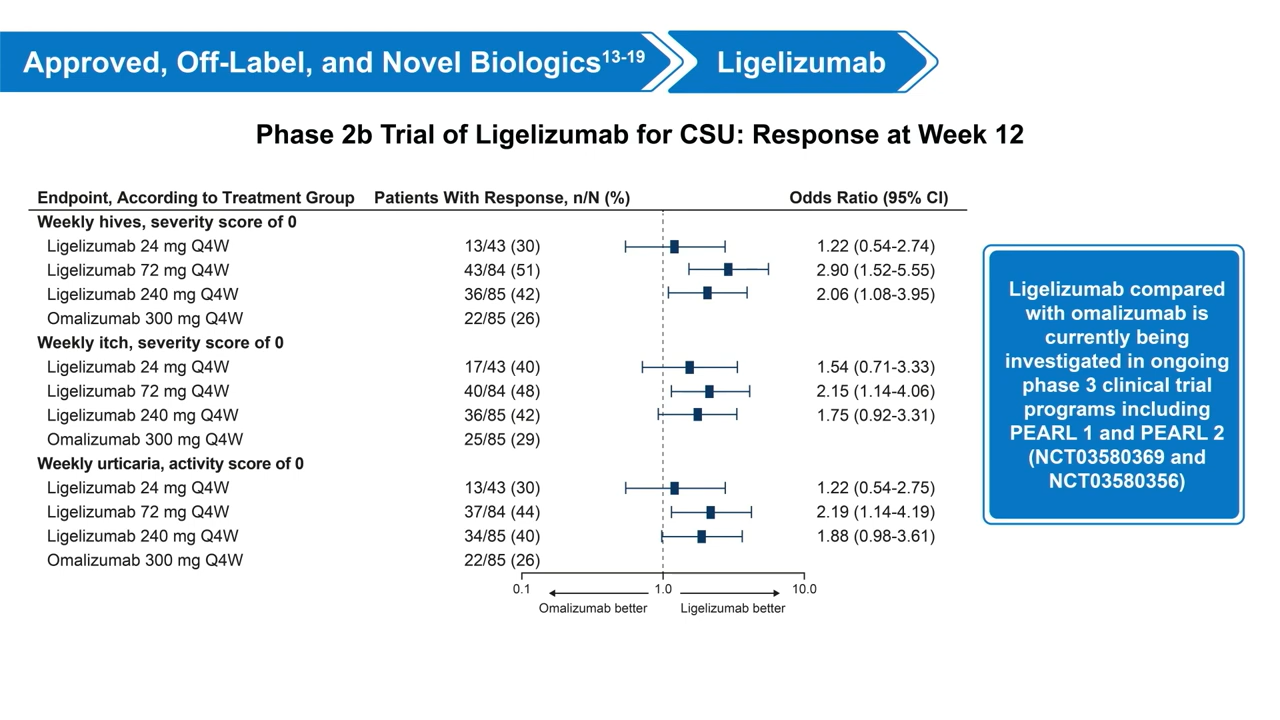 Approved, Off-Label, and Novel Biologics13-19 Ligelizumab
Phase 2b Trial of Ligelizumab for CSU: Response at Week 12
Endpoint, According to Treatment Group Patients With Response, n/N (%) Odds Ratio (95% CI)
Weekly hives, severity score of 0
Ligelizumab 24 mg Q4W 13/43 (30) 1.22 (0.54-2.74)
Ligelizumab 72 mg Q4W 43/84 (51) 2.90 (1.52-5.55)
Ligelizumab 240 mg Q4W 36/85 (42) 2.06 (1.08-3.95)
Omalizumab 300 mg Q4W 22/85 (26)
Weekly itch, severity score of 0
Ligelizumab 24 mg Q4W 17/43 (40) 1.54 (0.71-3.33)
Ligelizumab 72 mg Q4W 40/84 (48) 2.15 (1.14-4.06)
Ligelizumab 240 mg Q4W 36/85 (42) 1.75 (0.92-3.31)
Omalizumab 300 mg Q4W 25/85 (29)
Weekly urticaria, activity score of 0
Ligelizumab 24 mg Q4W 13/43 (30) 1.22 (0.54-2.75)
Ligelizumab 72 mg Q4W 37/84 (44) 2.19 (1.14-4.19)
Ligelizumab 240 mg Q4W 34/85 (40) 1.88 (0.98-3.61)
Omalizumab 300 mg Q4W 22/85 (26)
0.1 1.0 10.0
Omalizumab better Ligelizumab better
Ligelizumab compared
with omalizumab is
currently being
investigated in ongoing
phase 3 clinical trial
programs including
PEARL 1 and PEARL 2
(NCT03580369 and
NCT03580356)